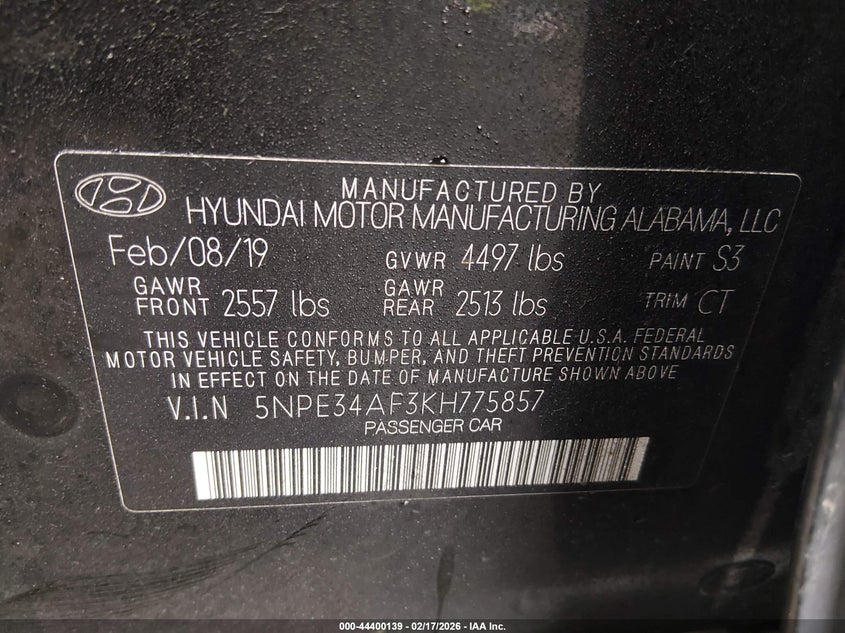 MANUFACTURED BY
HYUNDAI MOTOR MANUFACTURING ALABAMA, LLC
Feb/08/19 GVWR 4497 lbs PAINT S3
GAWR FRONT 2557 lbs GAWR REAR 2513 lbs TRIM CT
THIS VEHICLE CONFORMS TO ALL APPLICABLE U.S.A. FEDERAL
MOTOR VEHICLE SAFETY, BUMPER, AND THEFT PREVENTION STANDARDS
IN EFFECT ON THE DATE OF MANUFACTURE SHOWN ABOVE
V.I.N 5NPE34AF3KH775857
PASSENGER CAR
000-44400139 - 02/17/2026 - IAA Inc.